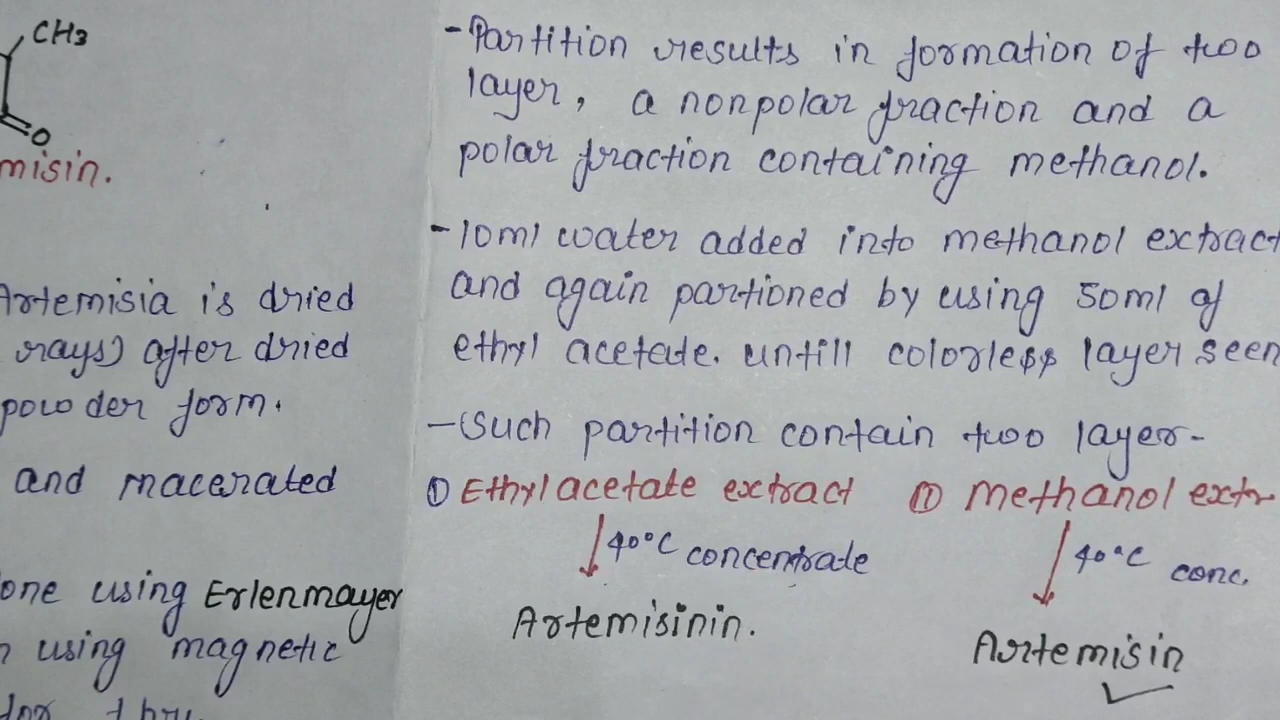 CH3
O
misin.
Artemisia is dried
rays) after dried
powder form.
and macerated
one using Erlenmayer
using magnetic
for
-Partition results in formation of two
layer, a nonpolar fraction and a
polar fraction containing methanol.
-10ml water added into methanol extract
and again partioned by using 50ml of
ethyl acetate. untill colorless layer seen
-Such partition contain two layer-
① Ethylacetate extract ⑪ methanol extr
40°C concentrate 40°C conc.
Artemisinin. Artemisin